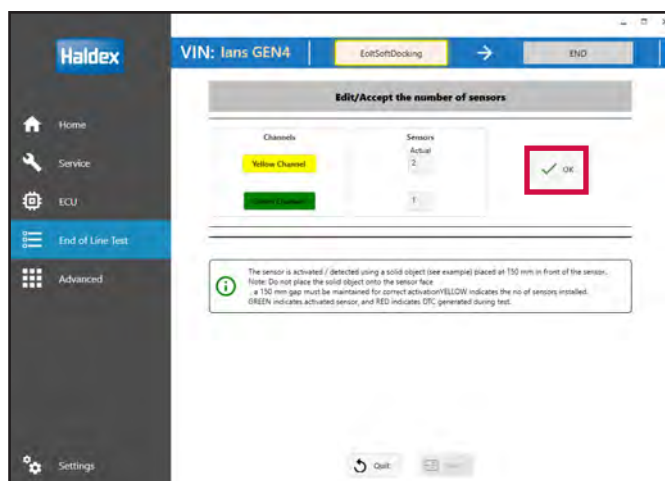 Haldex
VIN: Ians GEN4
EoltSoftDocking
END
Edit/Accept the number of sensors
Home
Service
ECU
End of Line Test
Advanced
Settings
Channels
Sensors
Actual
Yellow Channel
2
1
OK
The sensor is activated / detected using a solid object (see example) placed at 150 mm in front of the sensor.
Note: Do not place the solid object onto the sensor face
. a 150 mm gap must be maintained for correct activationYELLOW indicates the no of sensors installed.
GREEN indicates activated sensor, and RED indicates DTC generated during test.
Quit